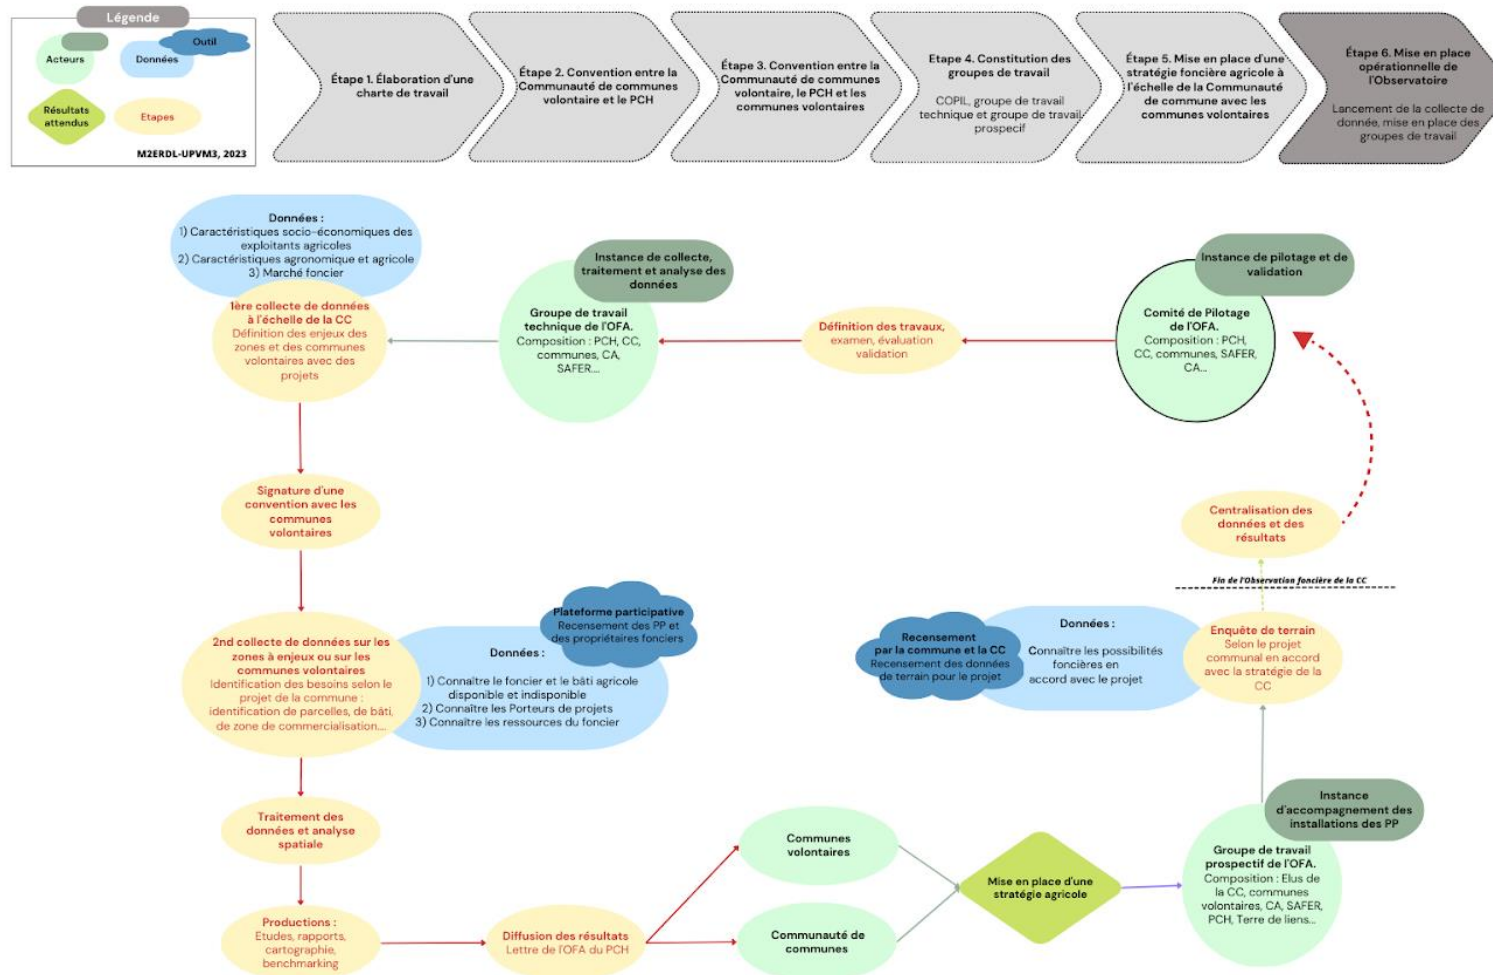 Légende
Outil
Acteurs
Données
Résultats
attendus
Etapes
M2ERDL-UPVM3, 2023
Étape 1. Élaboration d'une
charte de travail
Étape 2. Convention entre la
Communauté de communes
volontaire et le PCH
Étape 3. Convention entre la
Communauté de communes
volontaire, le PCH et les
communes volontaires
Étape 4. Constitution des
groupes de travail
COPIL, groupe de travail
technique et groupe de travail
prospecif
Étape 5. Mise en place d'une
stratégie foncière agricole à
l'échelle de la Communauté
de commune avec les
communes volontaires
Étape 6. Mise en place
opérationnelle de
l'Observatoire
Lancement de la collecte de
donnée, mise en place des
groupes de travail
Données :
1) Caractéristiques socio-économiques des
exploitants agricoles
2) Caractéristiques agronomique et agricole
3) Marché foncier
1ère collecte de données
à l'échelle de la CC
Définition des enjeux des
zones et des communes
volontaires avec des
projets
Instance de collecte,
traitement et analyse des
données
Groupe de travail
technique de l'OFA.
Composition : PCH, CC,
communes, CA,
SAFER....
Définition des travaux,
examen, évaluation
validation
Instance de pilotage et de
validation
Comité de Pilotage
de l'OFA.
Composition : PCH,
CC, communes, SAFER,
CA...
Signature d'une
convention avec les
communes
volontaires
Centralisation des
données et des
résultats
Fin de l'Observation foncière de la CC
2nd collecte de données sur les
zones à enjeux ou sur les
communes volontaires
Identification des besoins selon le
projet de la commune :
identification de parcelles, de bâti,
de zone de commercialisation....
Plateforme participative
Recensement des PP et
des propriétaires fonciers
Données :
1) Connaître le foncier et le bâti agricole
disponible et indisponible
2) Connaître les Porteurs de projets
3) Connaître les ressources du foncier
Recensement
par la commune et la CC
Recensement des données
de terrain pour le projet
Données :
Connaître les possibilités
foncières en
accord avec le projet
Enquête de terrain
Selon le projet
communal en accord
avec la stratégie de la
CC
Traitement des
données et analyse
spatiale
Productions :
Etudes, rapports,
cartographie,
benchmarking
Diffusion des résultats
Lettre de l'OFA du PCH
Communes
volontaires
Communauté de
communes
Mise en place d'une
stratégie agricole
Instance
d'accompagnement des
installations des PP
Groupe de travail
prospectif de l'OFA.
Composition : Elus de
la CC, communes
volontaires, CA, SAFER,
PCH, Terre de liens...